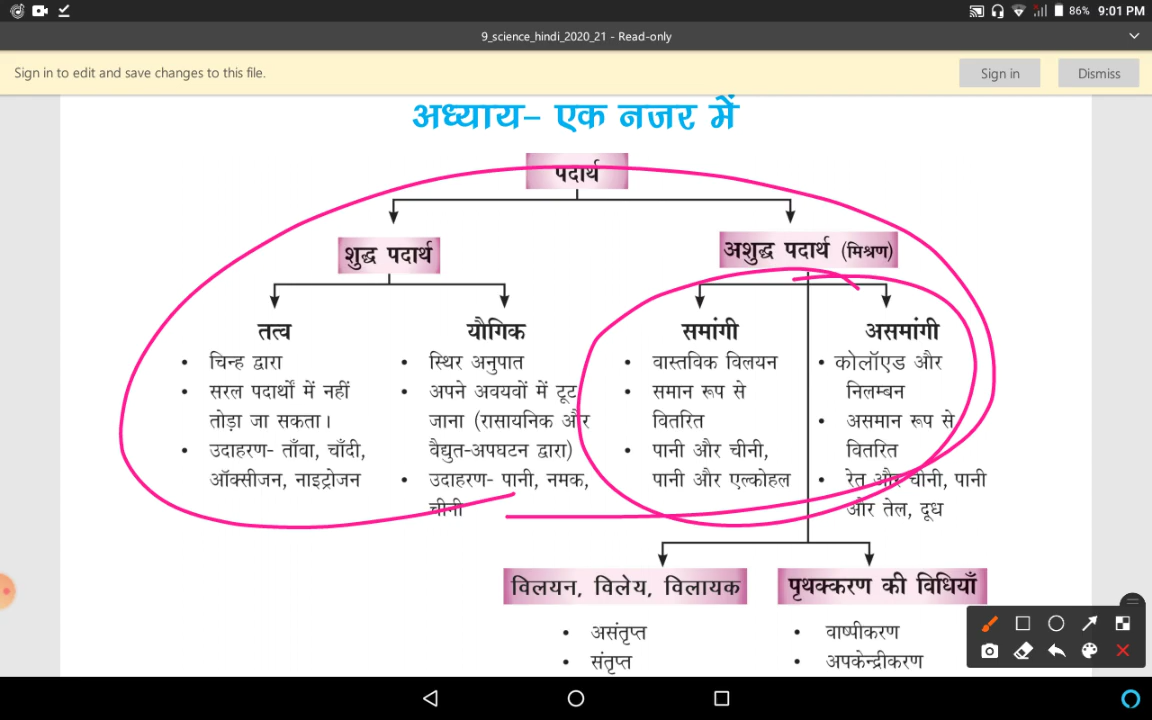 86% 9:01 PM
9_science_hindi_2020_21 - Read-only
Sign in to edit and save changes to this file.
Sign in
Dismiss
अध्याय- एक नजर में
पदार्थ
शुद्ध पदार्थ
अशुद्ध पदार्थ (मिश्रण)
तत्व
• चिन्ह द्वारा
• सरल पदार्थों में नहीं
तोड़ा जा सकता।
• उदाहरण- ताँवा, चाँदी,
ऑक्सीजन, नाइट्रोजन
यौगिक
• स्थिर अनुपात
• अपने अवयवों में टूट
जाना (रासायनिक और
वैद्युत-अपघटन द्वारा)
• उदाहरण- पानी, नमक,
चीनी
समांगी
• वास्तविक विलयन
• समान रूप से
वितरित
• पानी और चीनी,
पानी और एल्कोहल
असमांगी
• कोलॉएड और
निलम्बन
• असमान रूप से
वितरित
• रेत और चीनी, पानी
और तेल, दूध
विलयन, विलेय, विलायक
• असंतृप्त
• संतृप्त
पृथक्करण की विधियाँ
• वाष्पीकरण
• अपकेन्द्रीकरण